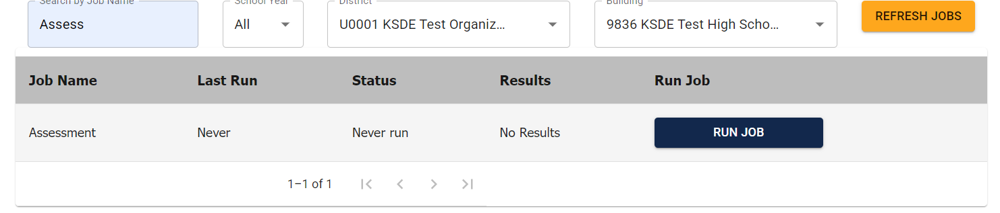 Search by Job Name School Year District Building
Assess All U0001 KSDE Test Organiz... 9836 KSDE Test High Scho... REFRESH JOBS
Job Name Last Run Status Results Run Job
Assessment Never Never run No Results RUN JOB
1–1 of 1